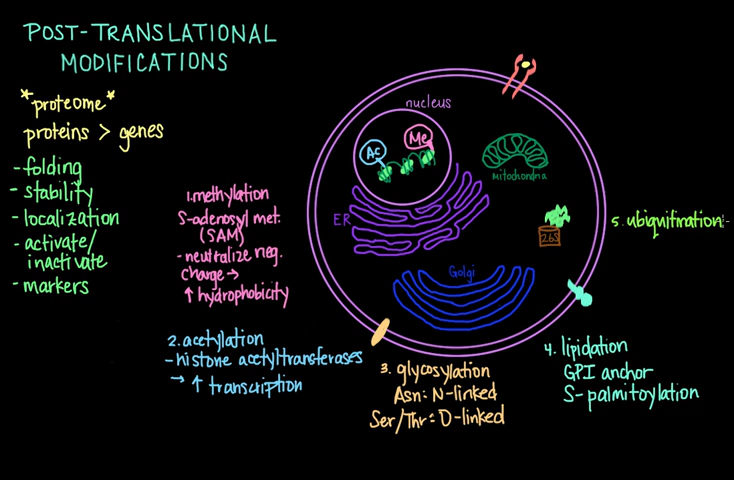 POST-TRANSLATIONAL
MODIFICATIONS
*proteome*
proteins > genes
-folding
- stability
-localization
-activate/
inactivate
-markers
nucleus
Ac
Me
Mitochondria
ER
26S
Golgi
1.methylation
S-adenosyl met.
(SAM)
-neutralize neg.
charge →
↑ hydrophobicity
2. acetylation
-histone acetyltransferases
→ ↑ transcription
3. glycosylation
Asn: N-linked
Ser/Thr: O-linked
4. lipidation
GPI anchor
S-palmitoylation
5. ubiquitination-